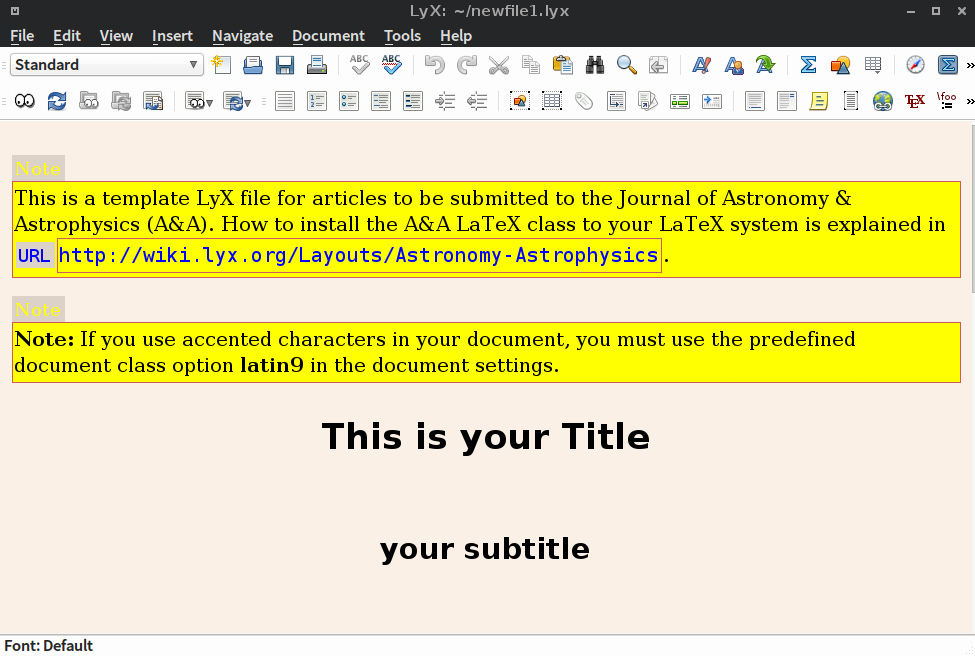 LyX: ~/newfile1.lyx
File Edit View Insert Navigate Document Tools Help
Standard
ABC ABC
TEX \foo
Note
This is a template LyX file for articles to be submitted to the Journal of Astronomy &
Astrophysics (A&A). How to install the A&A LaTeX class to your LaTeX system is explained in
URL http://wiki.lyx.org/Layouts/Astronomy-Astrophysics.
Note
Note: If you use accented characters in your document, you must use the predefined
document class option latin9 in the document settings.
This is your Title
your subtitle
Font: Default